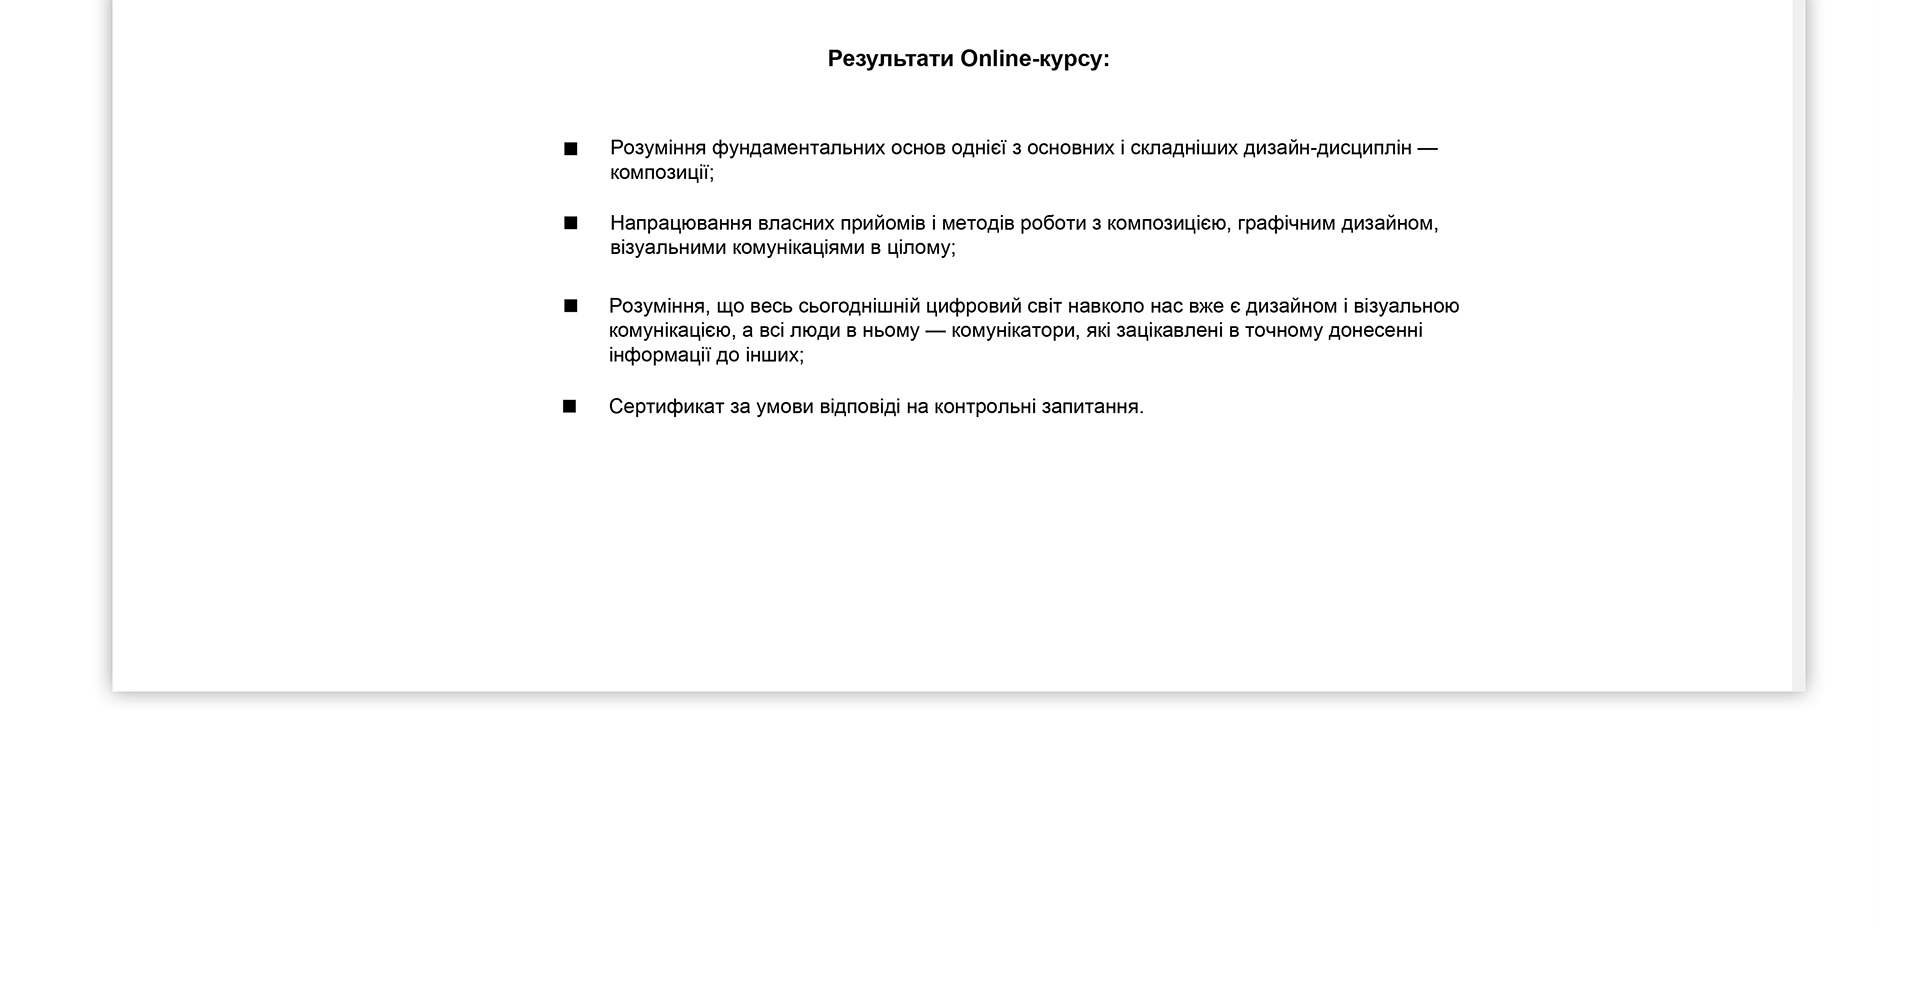 Результати Online-курсу:
■ Розуміння фундаментальних основ однієї з основних і складніших дизайн-дисциплін —
композиції;
■ Напрацювання власних прийомів і методів роботи з композицією, графічним дизайном,
візуальними комунікаціями в цілому;
■ Розуміння, що весь сьогоднішній цифровий світ навколо нас вже є дизайном і візуальною
комунікацією, а всі люди в ньому — комунікатори, які зацікавлені в точному донесенні
інформації до інших;
■ Сертификат за умови відповіді на контрольні запитання.